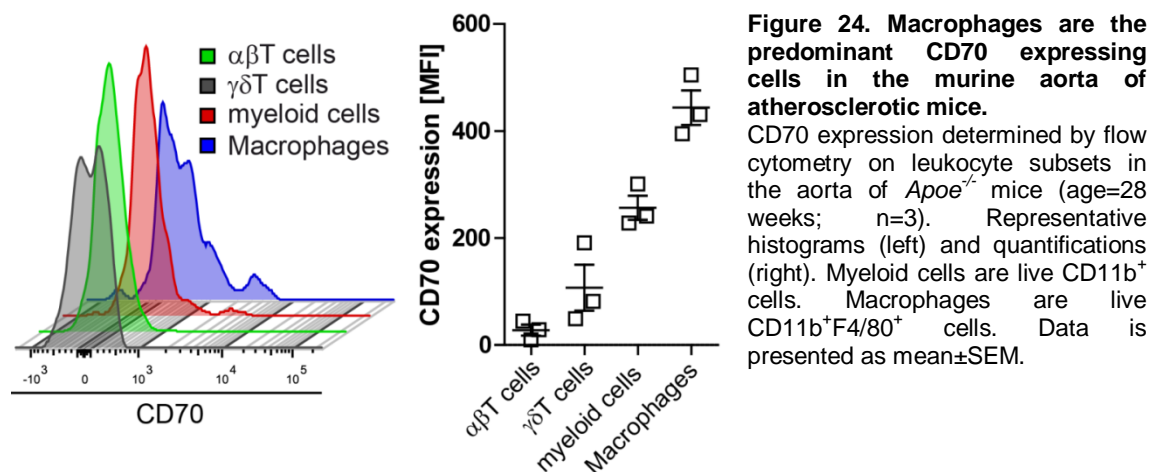 αβT cells
γδT cells
myeloid cells
Macrophages
-10³ 0 10³ 10⁴ 10⁵
CD70
CD70 expression [MFI]
600
400
200
0
αβT cells
γδT cells
myeloid cells
Macrophages
Figure 24. Macrophages are the
predominant CD70 expressing
cells in the murine aorta of
atherosclerotic mice.
CD70 expression determined by flow
cytometry on leukocyte subsets in
the aorta of Apoe⁻/⁻ mice (age=28
weeks; n=3). Representative
histograms (left) and quantifications
(right). Myeloid cells are live CD11b⁺
cells. Macrophages are live
CD11b⁺F4/80⁺ cells. Data is
presented as mean±SEM.